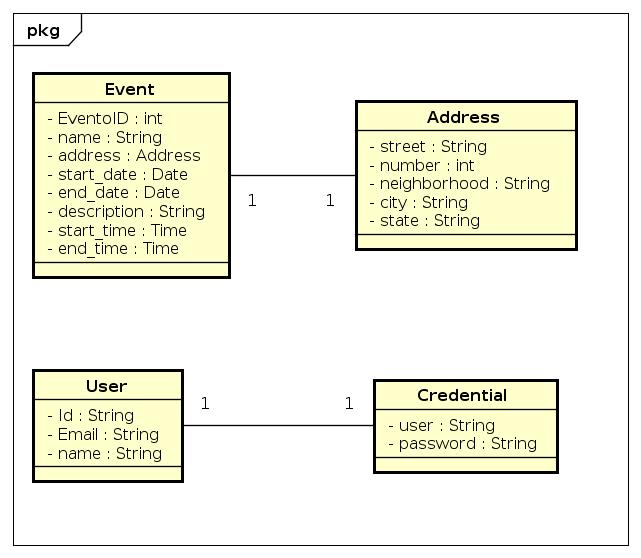 pkg
Event
- EventoID : int
- name : String
- address : Address
- start_date : Date
- end_date : Date
- description : String
- start_time : Time
- end_time : Time
1
1
Address
- street : String
- number : int
- neighborhood : String
- city : String
- state : String
User
- Id : String
- Email : String
- name : String
1
1
Credential
- user : String
- password : String